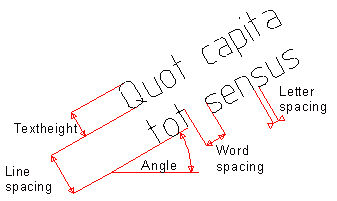 Quot capita
tot sensus
Textheight
Line
spacing
Angle
Word
spacing
Letter
spacing